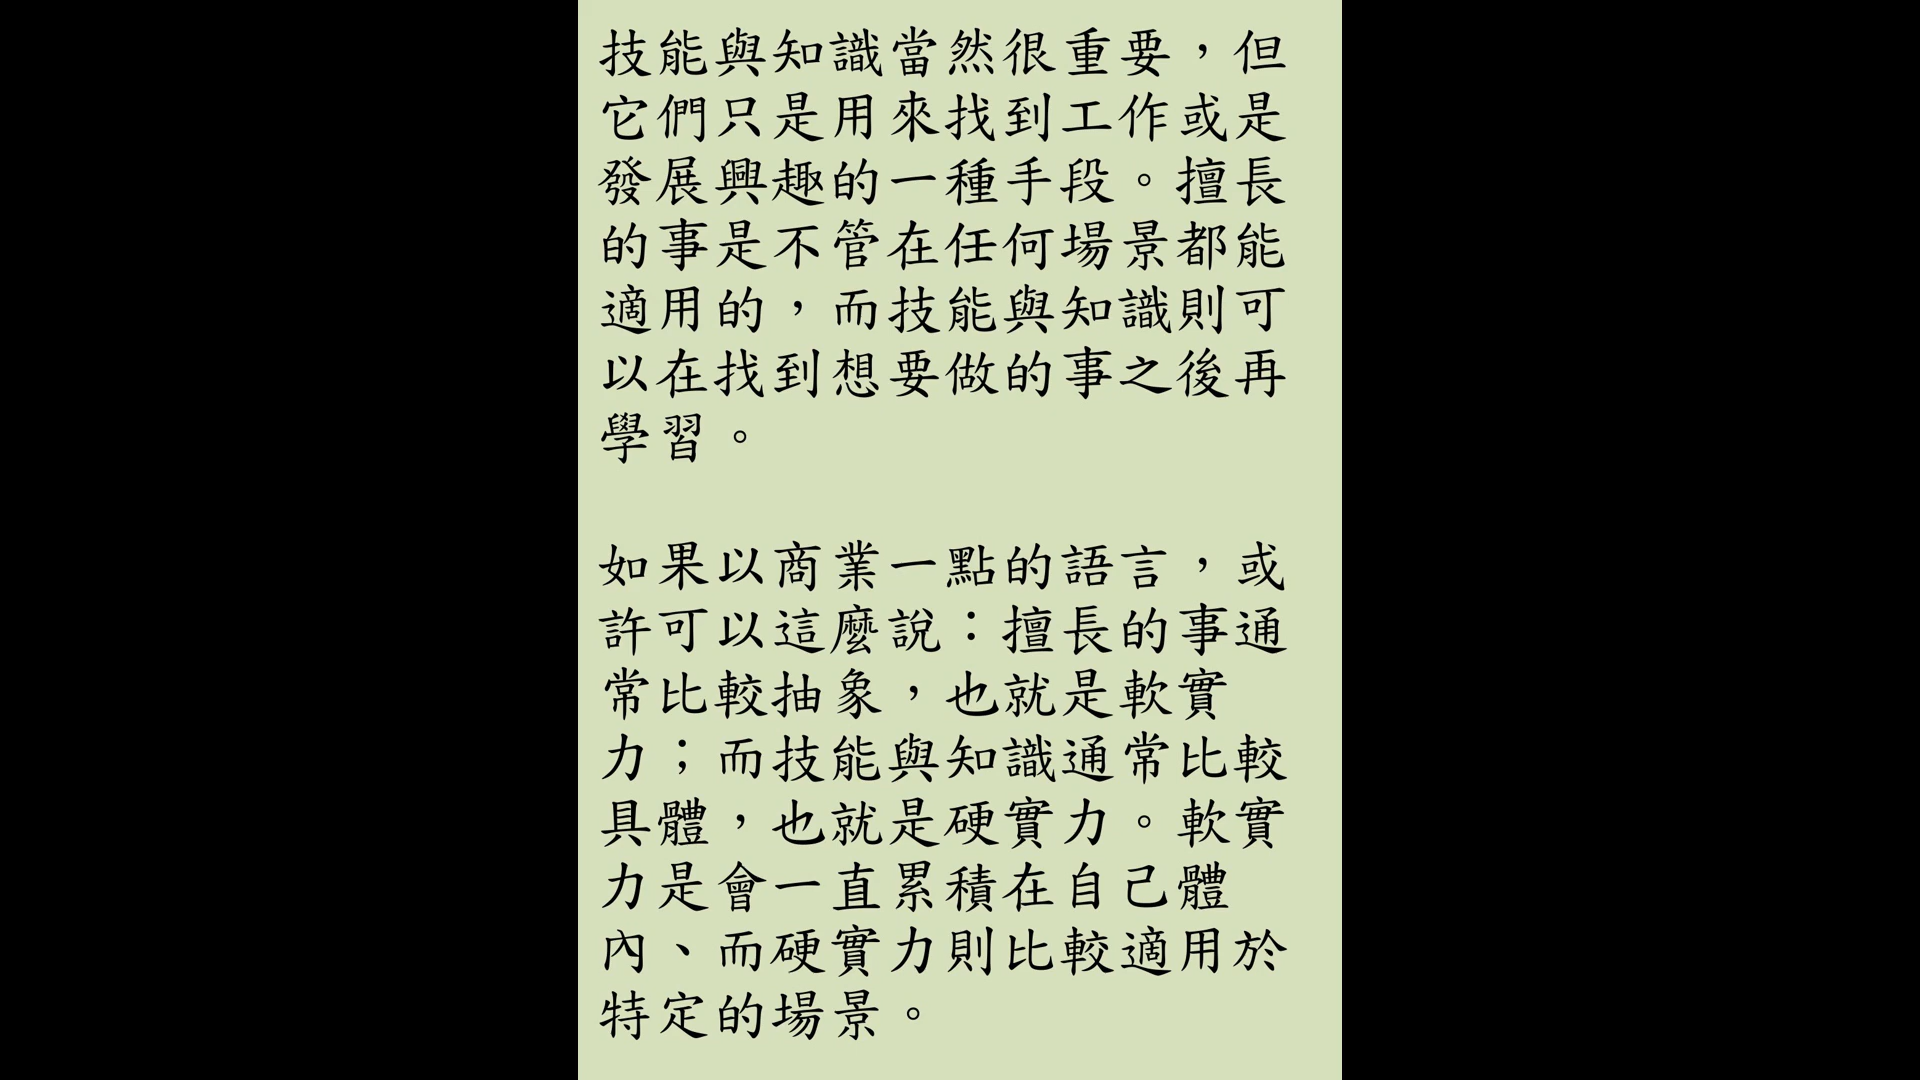 技能與知識當然很重要，但
它們只是用來找到工作或是
發展興趣的一種手段。擅長
的事是不管在任何場景都能
適用的，而技能與知識則可
以在找到想要做的事之後再
學習。
如果以商業一點的語言，或
許可以這麼說：擅長的事通
常比較抽象，也就是軟實
力；而技能與知識通常比較
具體，也就是硬實力。軟實
力是會一直累積在自己體
內、而硬實力則比較適用於
特定的場景。